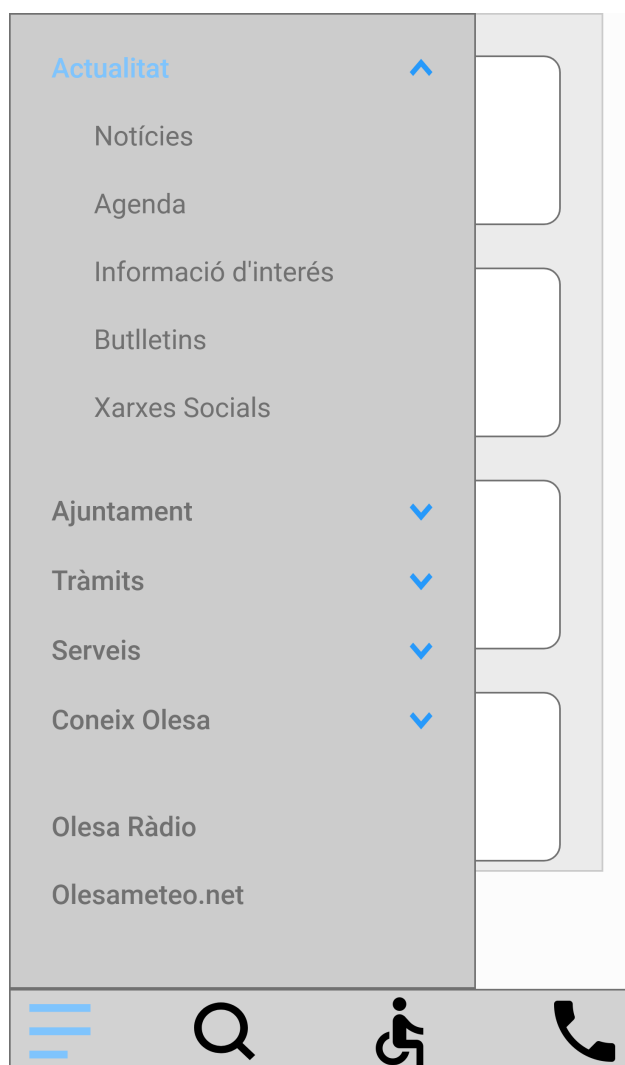 Actualitat
Notícies
Agenda
Informació d'interés
Butlletins
Xarxes Socials
Ajuntament
Tràmits
Serveis
Coneix Olesa
Olesa Ràdio
Olesameteo.net